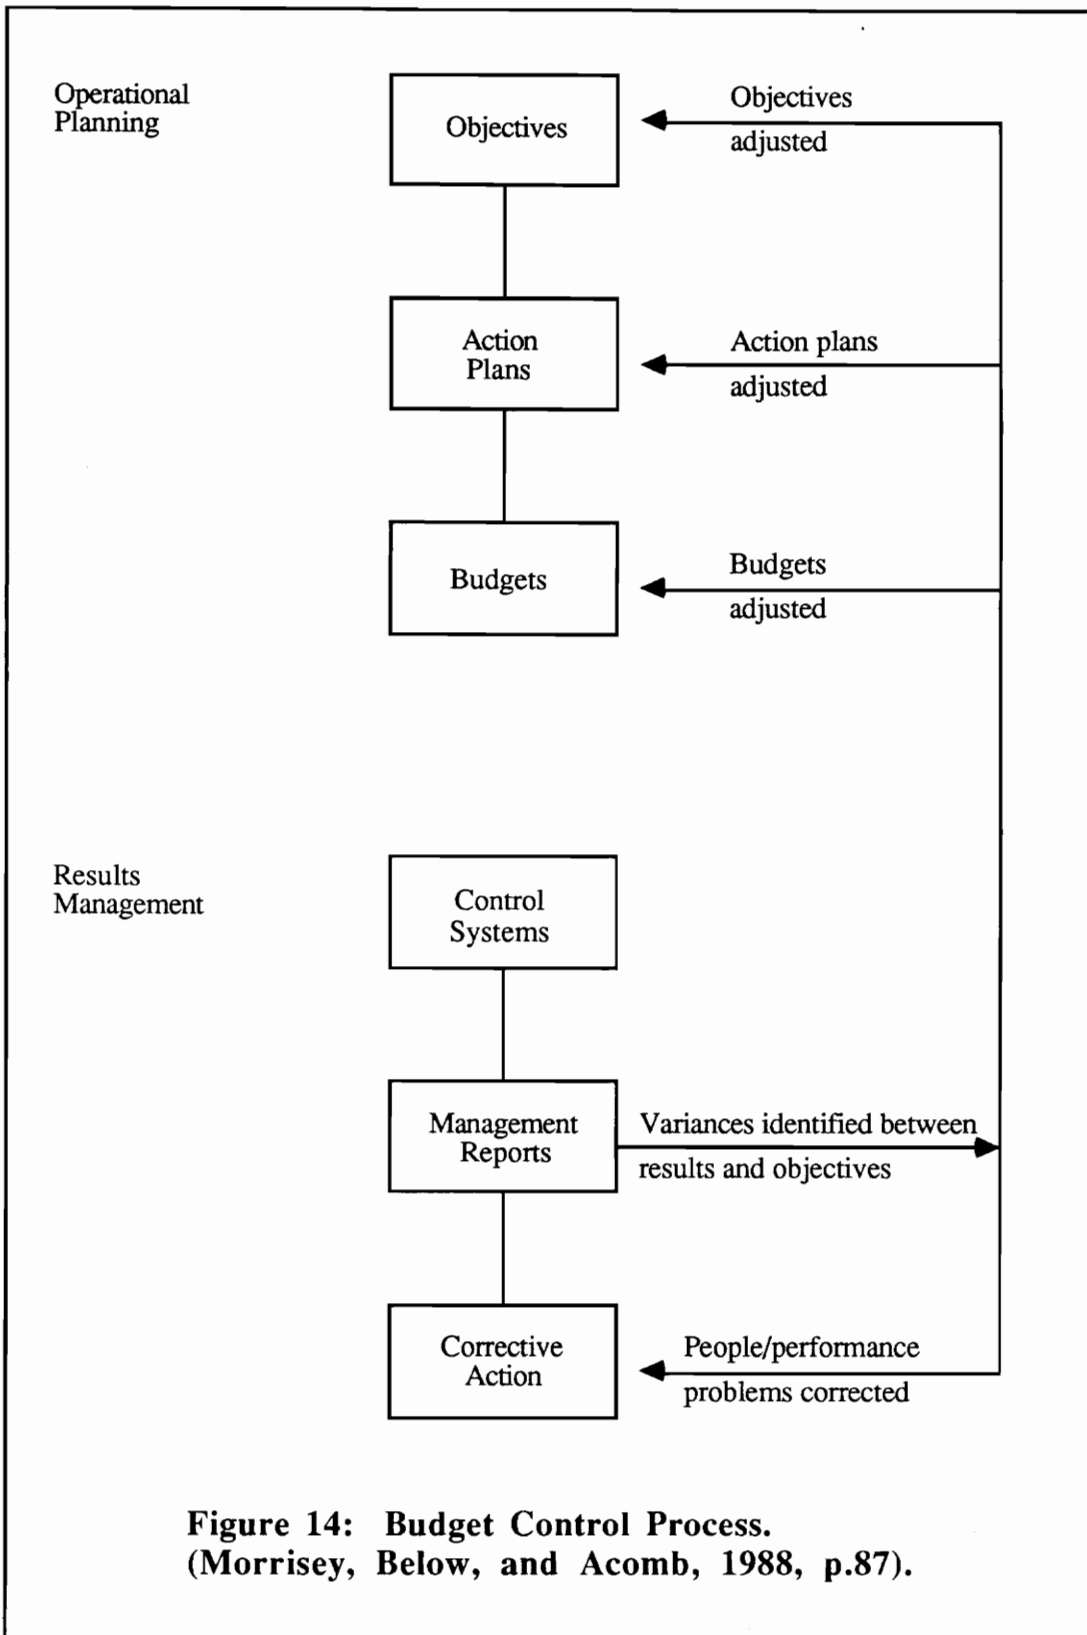 Operational
Planning
Objectives
Objectives
adjusted
Action
Plans
Action plans
adjusted
Budgets
Budgets
adjusted
Results
Management
Control
Systems
Management
Reports
Variances identified between
results and objectives
Corrective
Action
People/performance
problems corrected
Figure 14: Budget Control Process.
(Morrisey, Below, and Acomb, 1988, p.87).